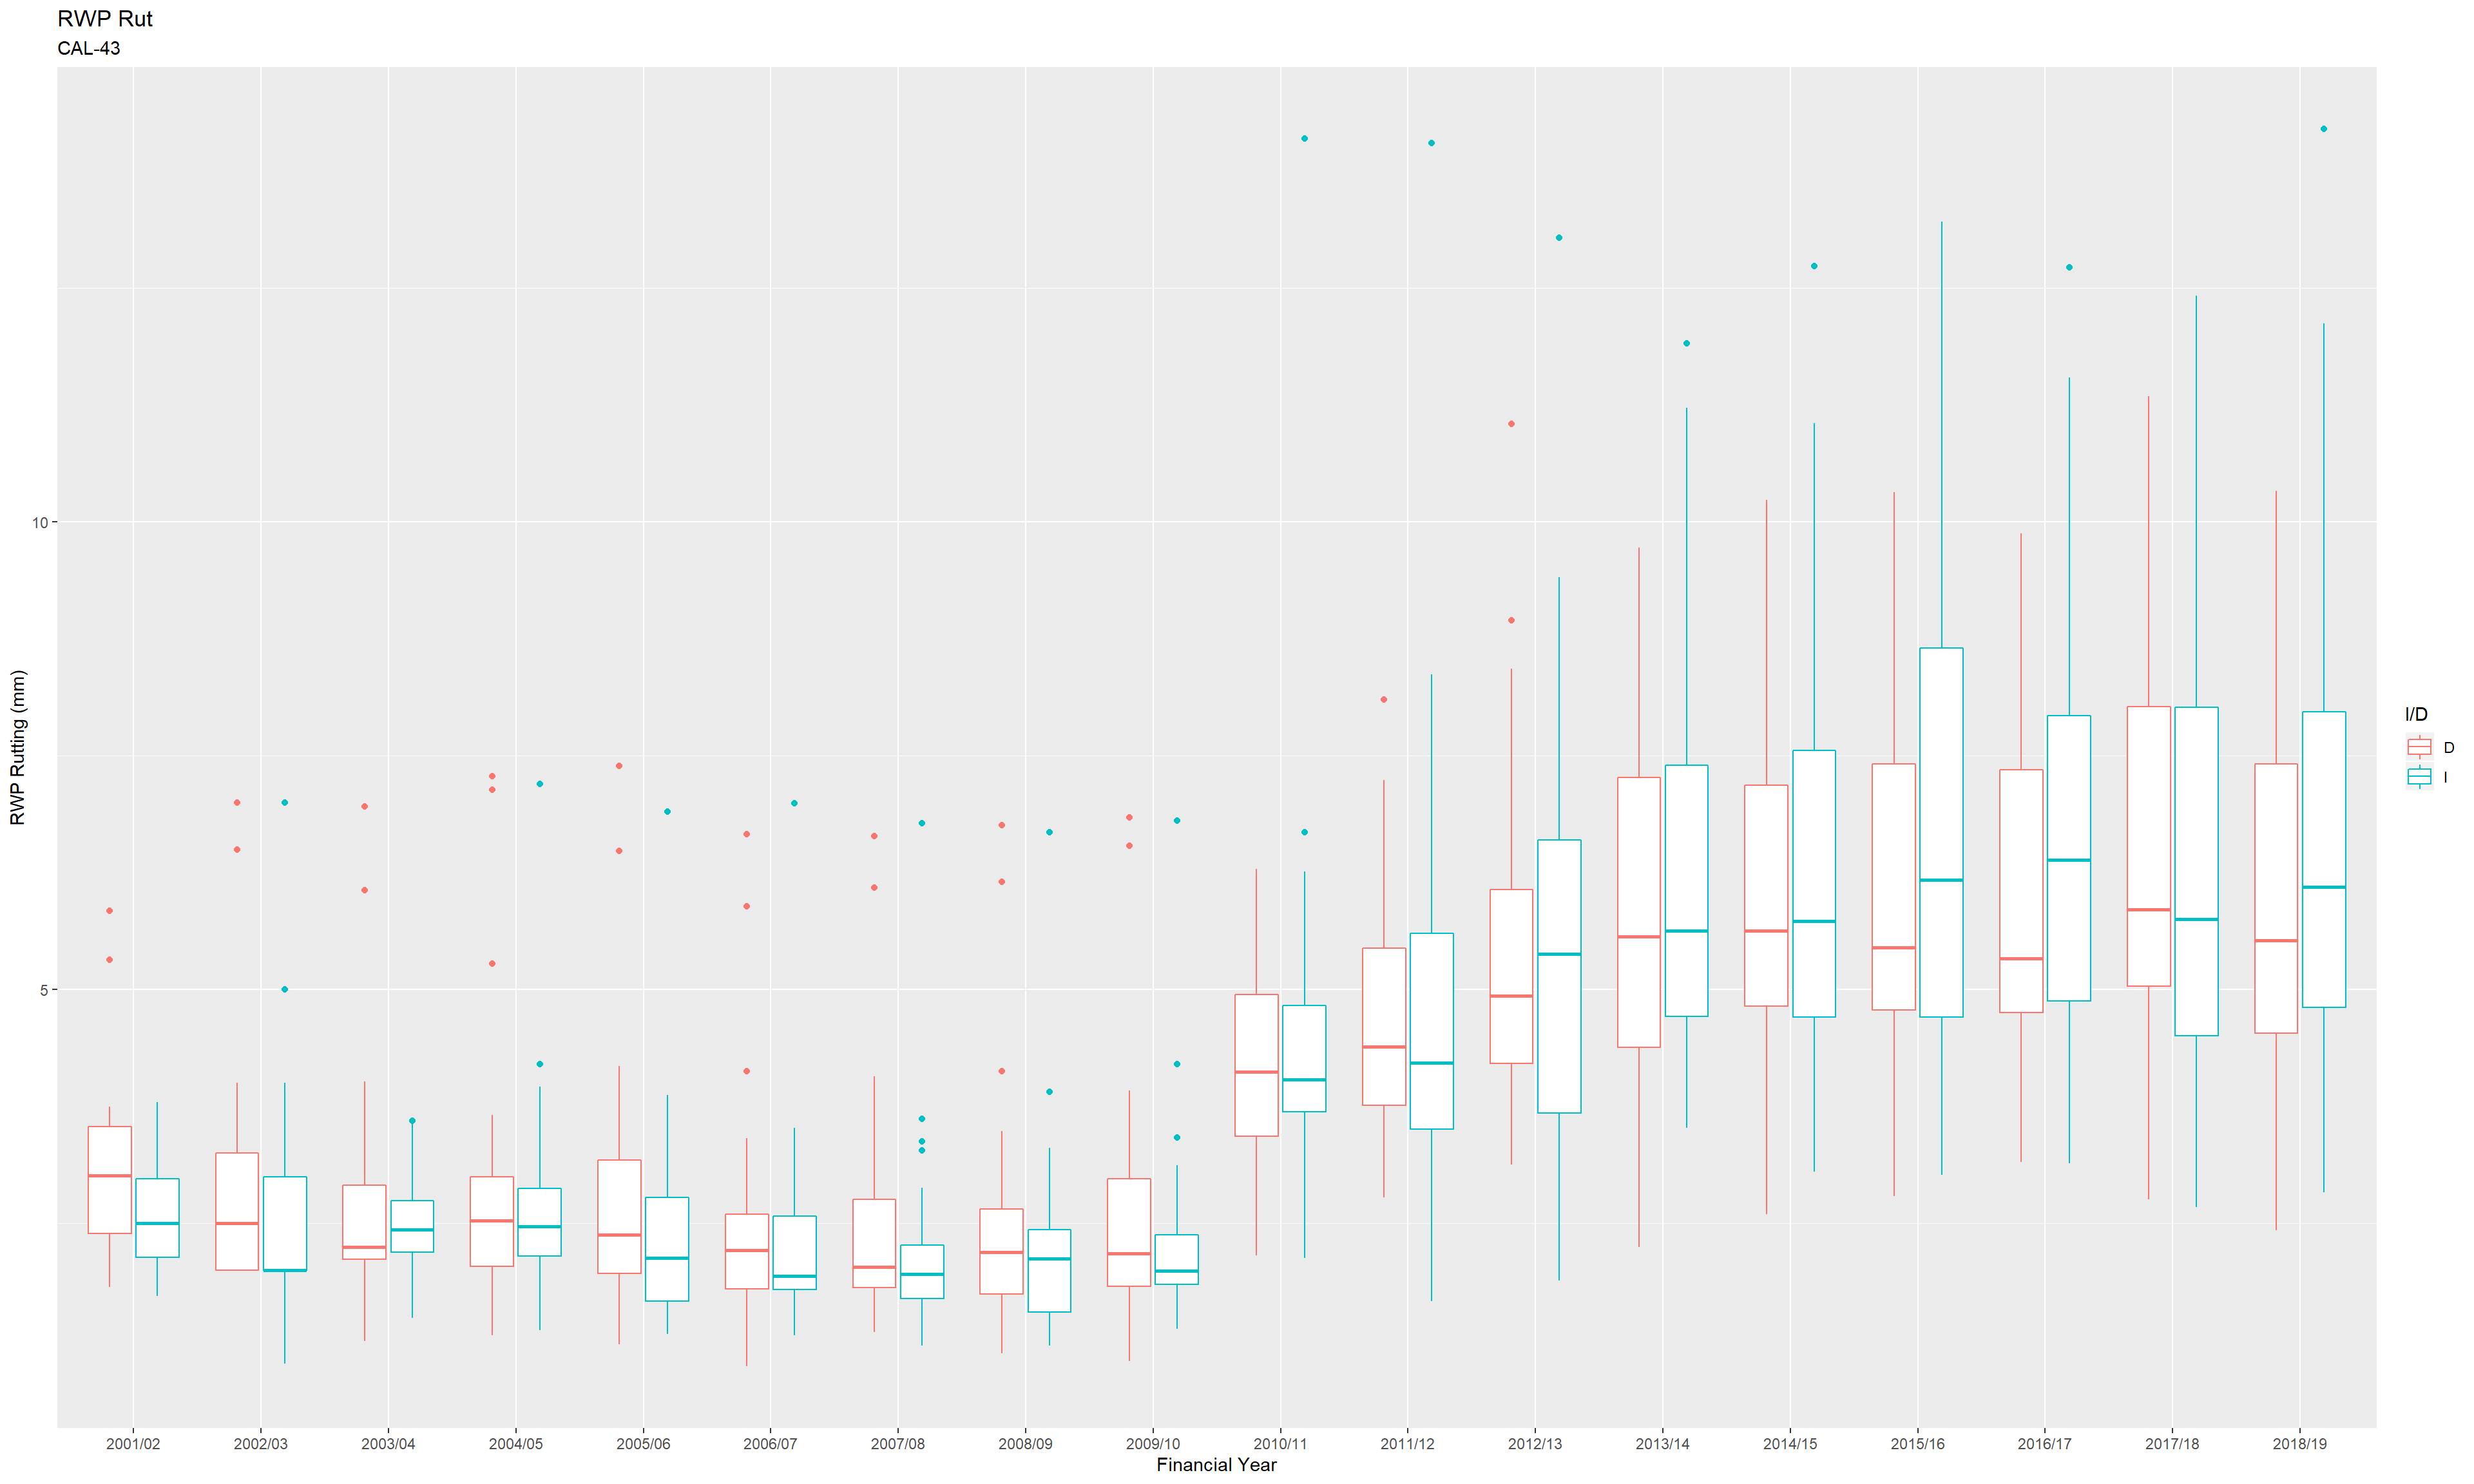 RWP Rut
CAL-43
RWP Rutting (mm)
10
5
2001/02 2002/03 2003/04 2004/05 2005/06 2006/07 2007/08 2008/09 2009/10 2010/11 2011/12 2012/13 2013/14 2014/15 2015/16 2016/17 2017/18 2018/19
Financial Year
I/D
D
I